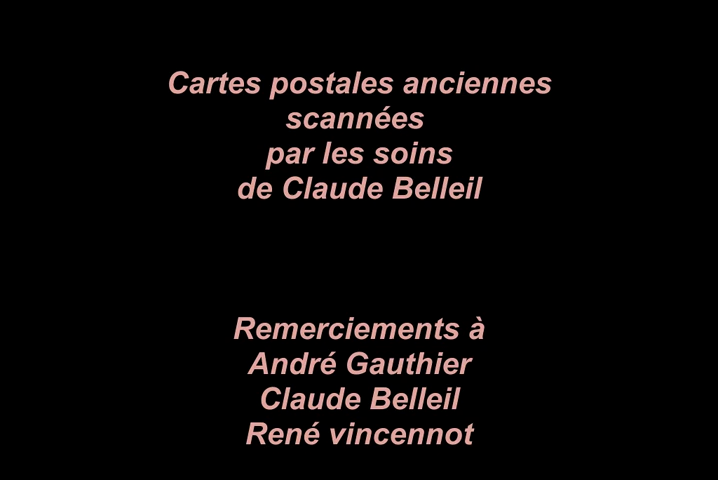 Cartes postales anciennes
scannées
par les soins
de Claude Belleil
Remerciements à
André Gauthier
Claude Belleil
René vincennot